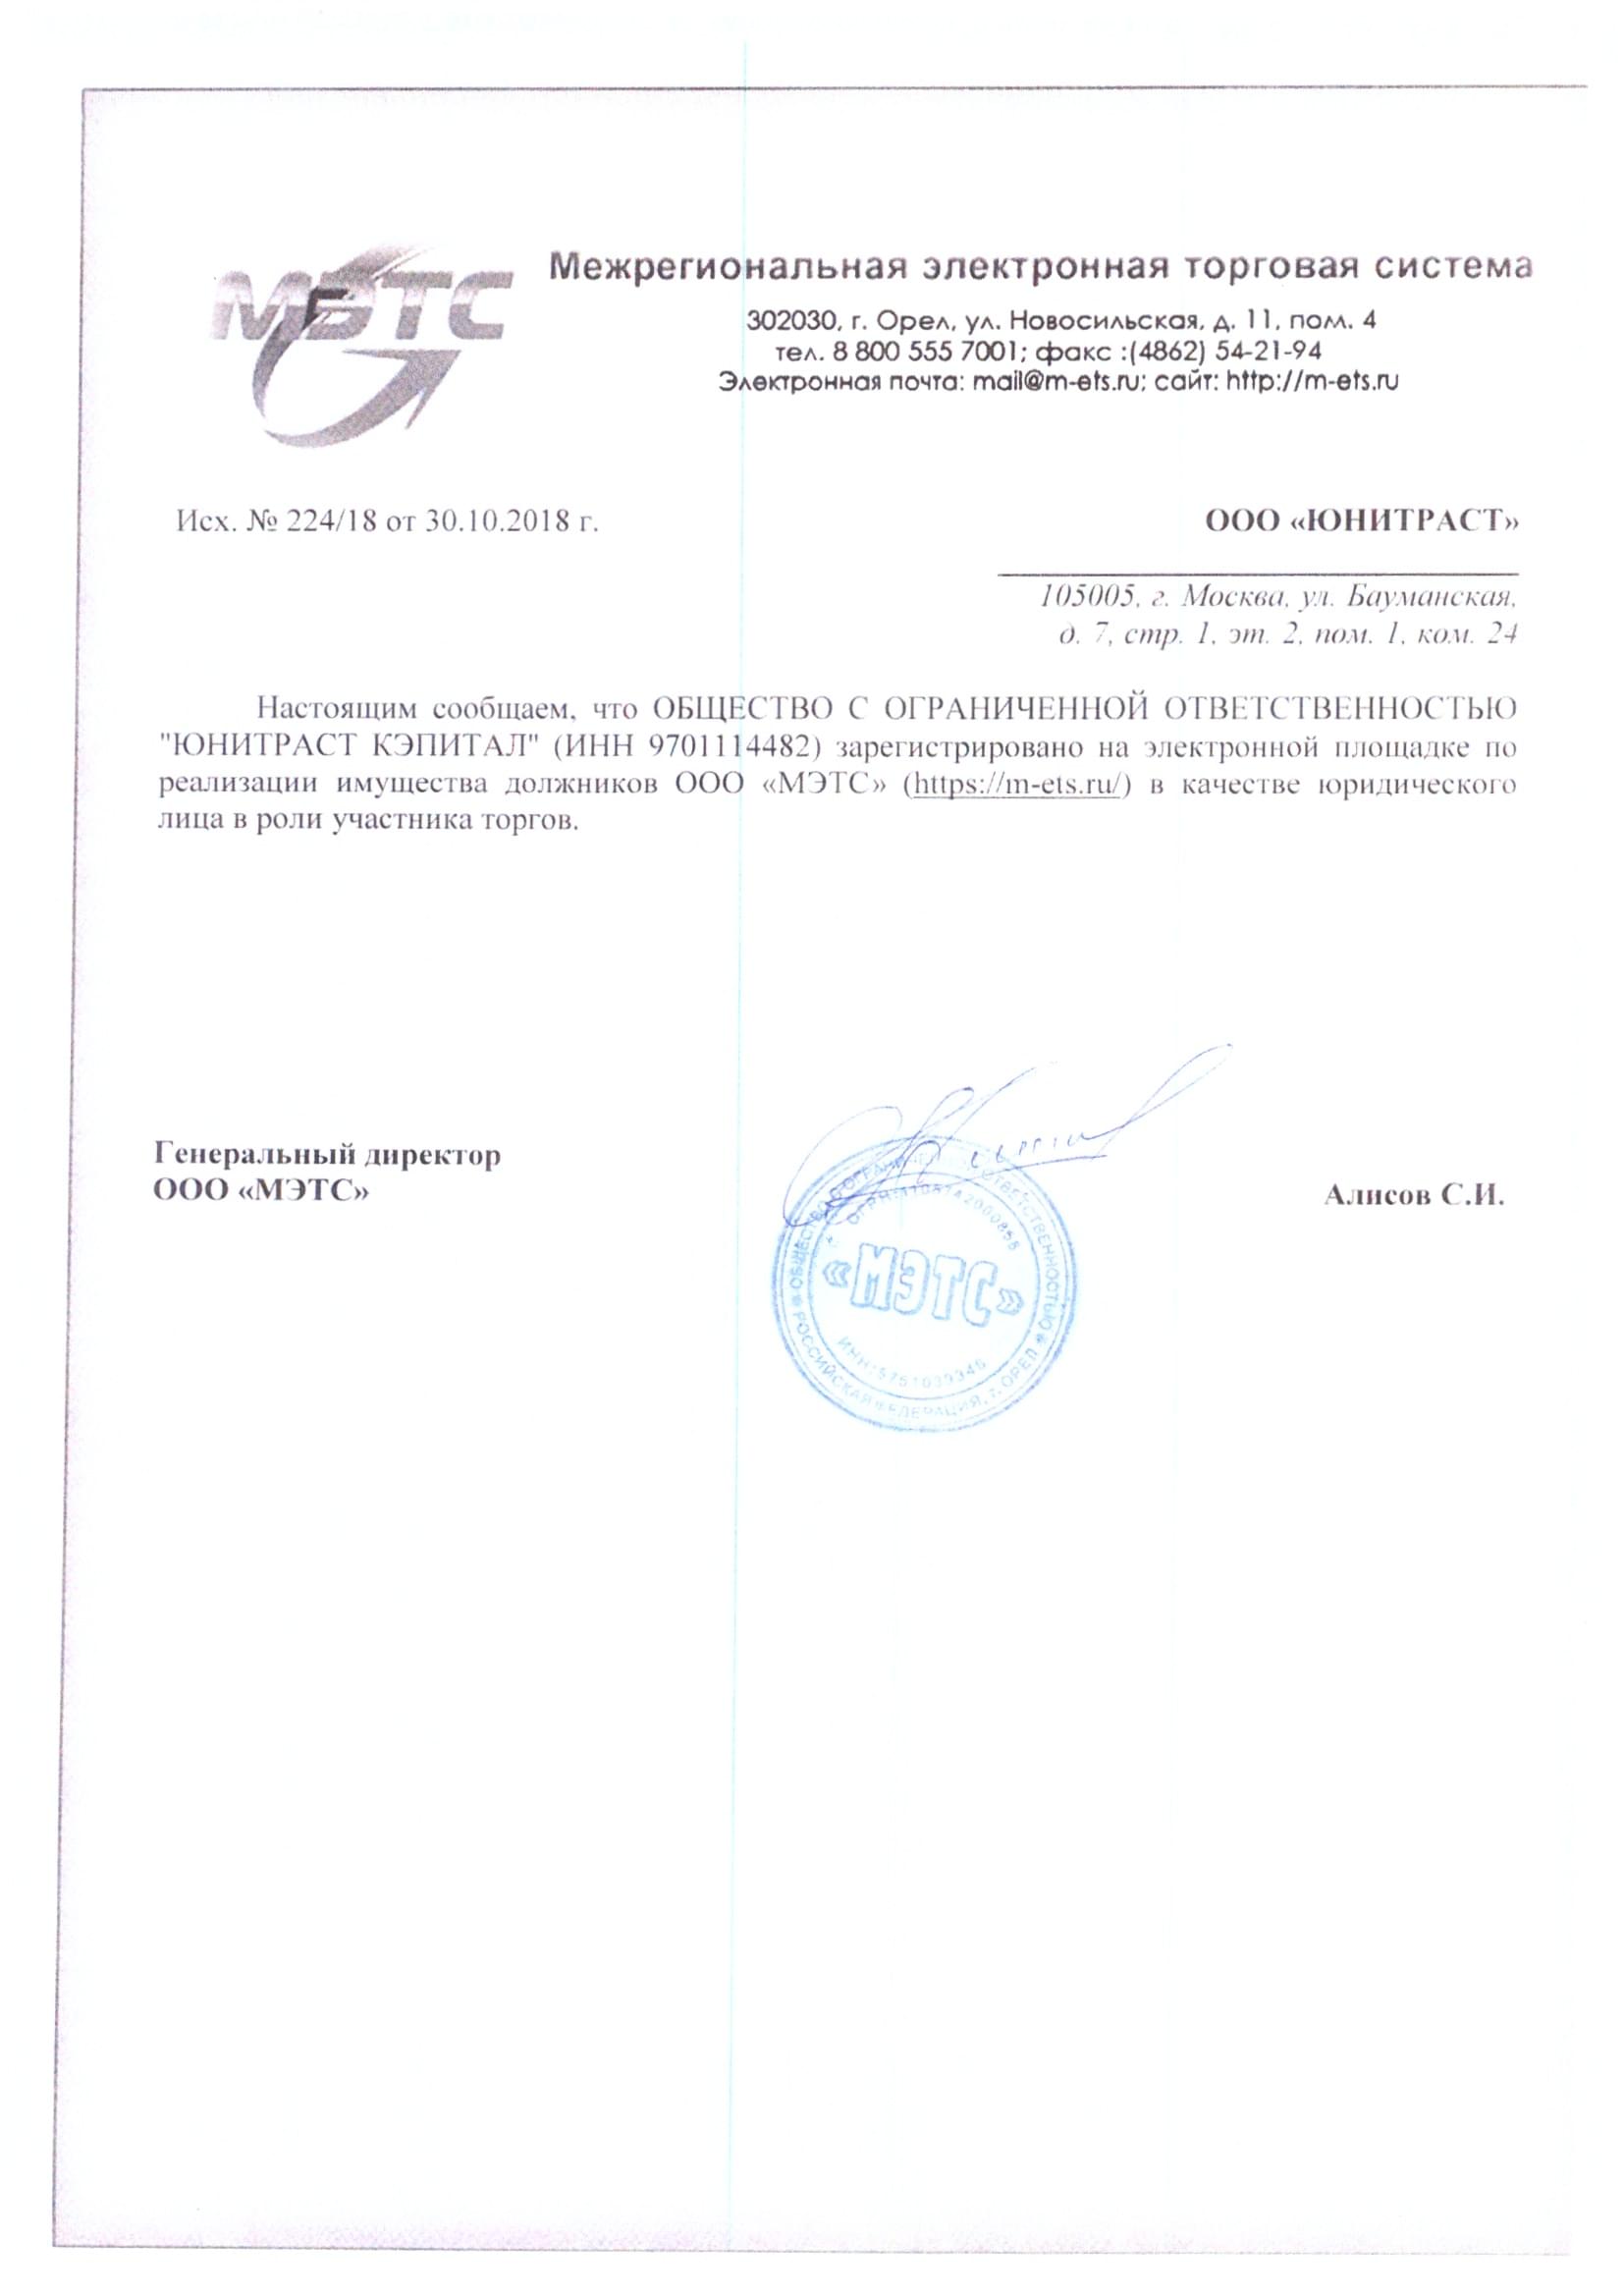 МЭТС
Межрегиональная электронная торговая система
302030, г. Орел, ул. Новосильская, д. 11, пом. 4
тел. 8 800 555 7001; факс :(4862) 54-21-94
Электронная почта: mail@m-ets.ru; сайт: http://m-ets.ru
Исх. № 224/18 от 30.10.2018 г.
ООО «ЮНИТРАСТ»
105005, г. Москва, ул. Бауманская,
д. 7, стр. 1, эт. 2, пом. 1, ком. 24
Настоящим сообщаем, что ОБЩЕСТВО С ОГРАНИЧЕННОЙ ОТВЕТСТВЕННОСТЬЮ
"ЮНИТРАСТ КЭПИТАЛ" (ИНН 9701114482) зарегистрировано на электронной площадке по
реализации имущества должников ООО «МЭТС» (https://m-ets.ru/) в качестве юридического
лица в роли участника торгов.
Генеральный директор
ООО «МЭТС»
Алисов С.И.
ОБЩЕСТВО С ОГРАНИЧЕННОЙ ОТВЕТСТВЕННОСТЬЮ
«МЭТС»
ИНН 5751039346
РОССИЙСКАЯ ФЕДЕРАЦИЯ, г. ОРЕЛ